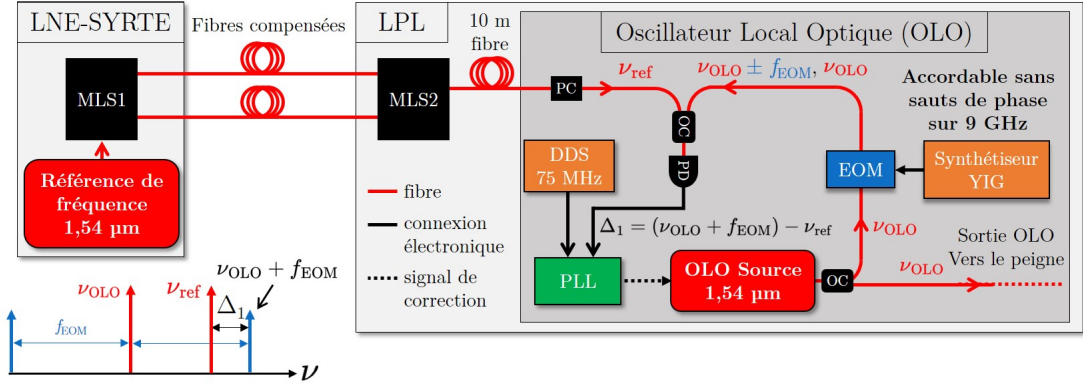 LNE-SYRTE
Fibres compensées
MLS1
Référence de
fréquence
1,54 µm
LPL
10 m
fibre
MLS2
fibre
connexion
électronique
signal de
correction
Oscillateur Local Optique (OLO)
PC
ν_ref
ν_OLO ± f_EOM, ν_OLO
OC
PD
DDS
75 MHz
Δ_1 = (ν_OLO + f_EOM) − ν_ref
PLL
OLO Source
1,54 µm
OC
Accordable sans
sauts de phase
sur 9 GHz
EOM
Synthétiseur
YIG
ν_OLO
ν_OLO
Sortie OLO
Vers le peigne
ν_OLO + f_EOM
ν_OLO
ν_ref
Δ_1
f_EOM
ν